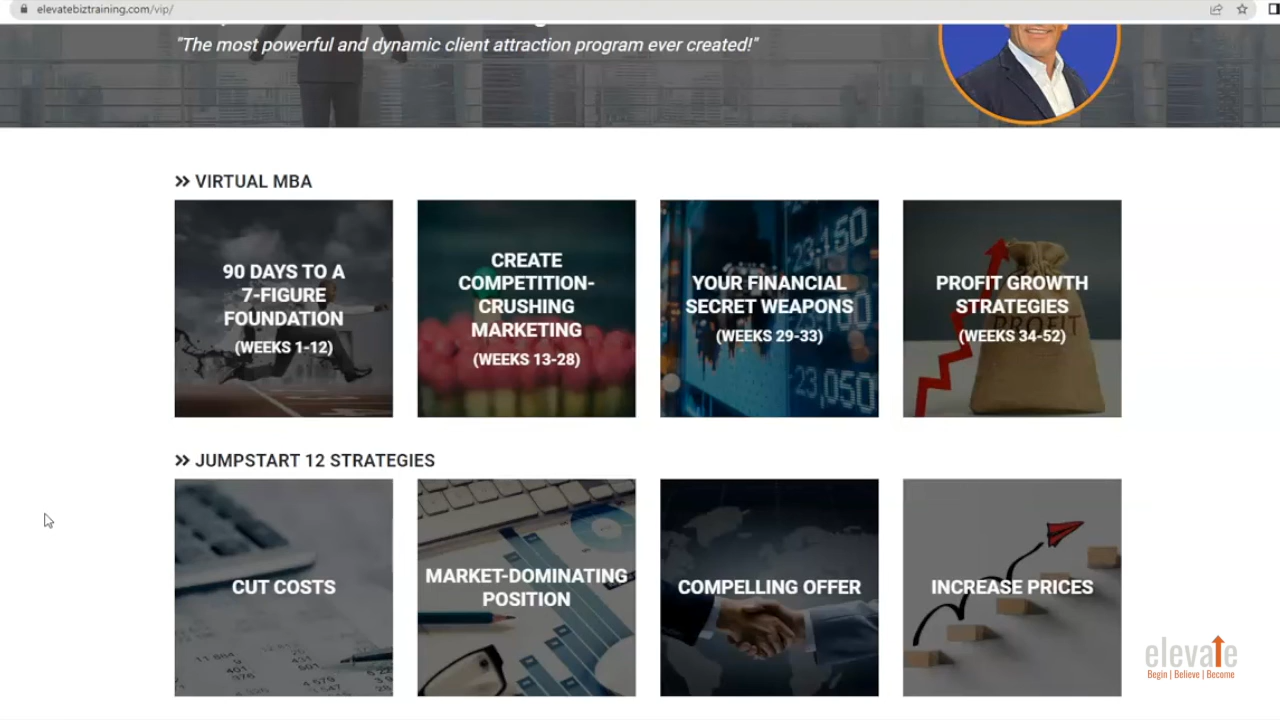 elevatebiztraining.com/vip/
"The most powerful and dynamic client attraction program ever created!"
>> VIRTUAL MBA
90 DAYS TO A
7-FIGURE
FOUNDATION
(WEEKS 1-12)
CREATE
COMPETITION-
CRUSHING
MARKETING
(WEEKS 13-28)
YOUR FINANCIAL
SECRET WEAPONS
(WEEKS 29-33)
23,050
PROFIT GROWTH
STRATEGIES
(WEEKS 34-52)
PROFIT
>> JUMPSTART 12 STRATEGIES
CUT COSTS
MARKET-DOMINATING
POSITION
COMPELLING OFFER
INCREASE PRICES
elevate
Begin | Believe | Become